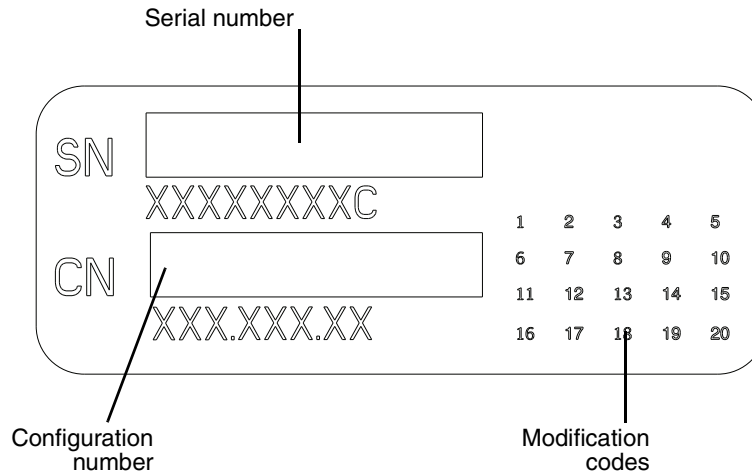 Serial number
SN
XXXXXXXXC
CN
XXX.XXX.XX
1 2 3 4 5
6 7 8 9 10
11 12 13 14 15
16 17 18 19 20
Configuration
number
Modification
codes